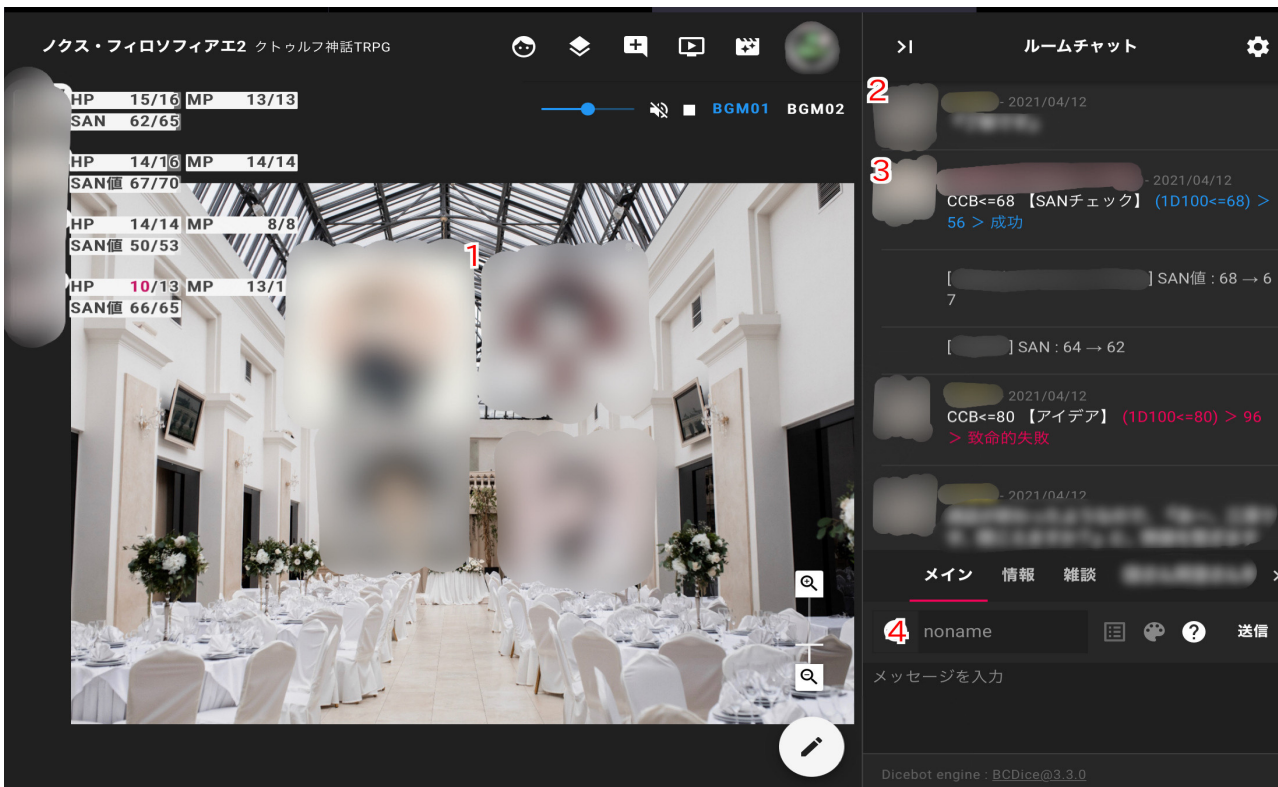 ノクス・フィロソフィアエ2 クトゥルフ神話TRPG
BGM01 BGM02
HP 15/16 MP 13/13
SAN 62/65
HP 14/16 MP 14/14
SAN値 67/70
HP 14/14 MP 8/8
SAN値 50/53
HP 10/13 MP 13/1
SAN値 66/65
1
ルームチャット
2
- 2021/04/12
3
- 2021/04/12
CCB<=68 【SANチェック】 (1D100<=68) >
56 > 成功
[ ] SAN値 : 68 → 6
7
[ ] SAN : 64 → 62
2021/04/12
CCB<=80 【アイデア】 (1D100<=80) > 96
> 致命的失敗
- 2021/04/12
メイン 情報 雑談
4 noname 送信
メッセージを入力
Dicebot engine : BCDice@3.3.0